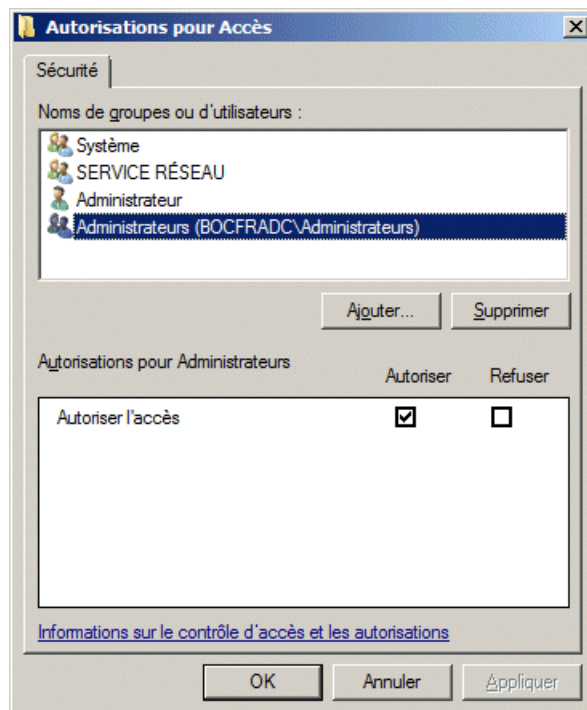 Autorisations pour Accès
Sécurité
Noms de groupes ou d'utilisateurs :
Système
SERVICE RÉSEAU
Administrateur
Administrateurs (BOCFRADC\Administrateurs)
Ajouter... Supprimer
Autorisations pour Administrateurs Autoriser Refuser
Autoriser l'accès
Informations sur le contrôle d'accès et les autorisations
OK Annuler Appliquer